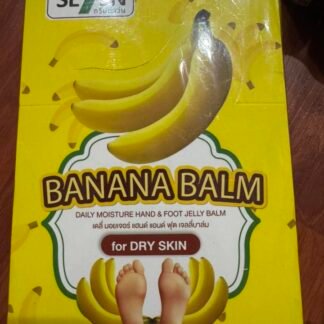 BANANA BALM
DAILY MOISTURE HAND & FOOT JELLY BALM
เดลี่ มอยเจอร์ แฮนด์ แอนด์ ฟุต เจลลี่บาล์ม
for DRY SKIN